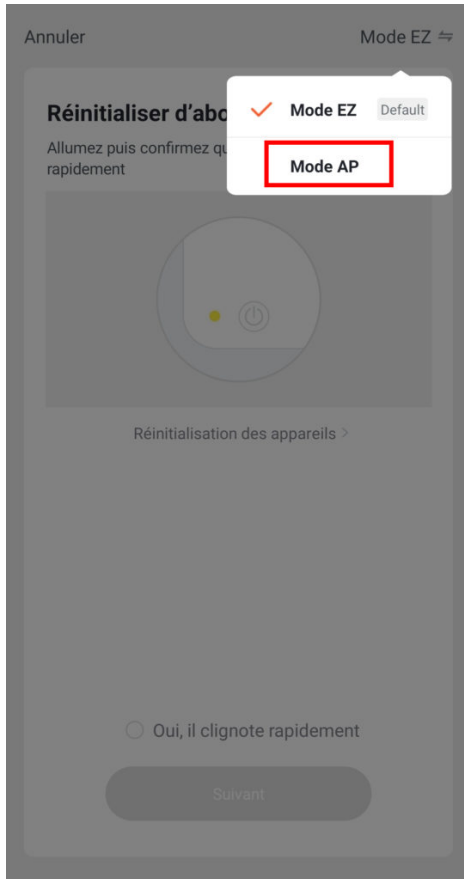 Annuler
Mode EZ
Réinitialiser d'abo
Mode EZ
Default
Allumez puis confirmez qu
rapidement
Mode AP
Réinitialisation des appareils >
Oui, il clignote rapidement
Suivant